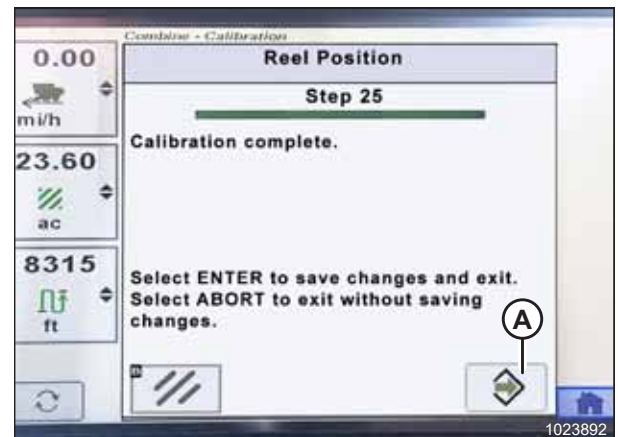 Combine - Calibration
Reel Position
Step 25
0.00
mi/h
23.60
ac
8315
ft
Calibration complete.
Select ENTER to save changes and exit.
Select ABORT to exit without saving
changes.
A
1023892